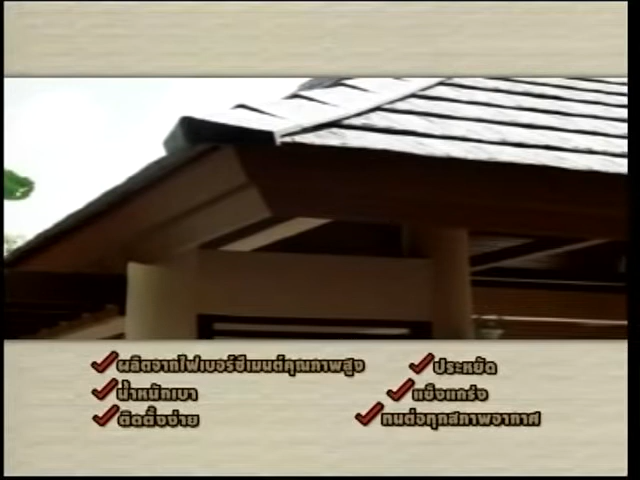 ผลิตจากไฟเบอร์ซีเมนต์คุณภาพสูง
น้ำหนักเบา
ติดตั้งง่าย
ประหยัด
แข็งแกร่ง
ทนต่อทุกสภาพอากาศ